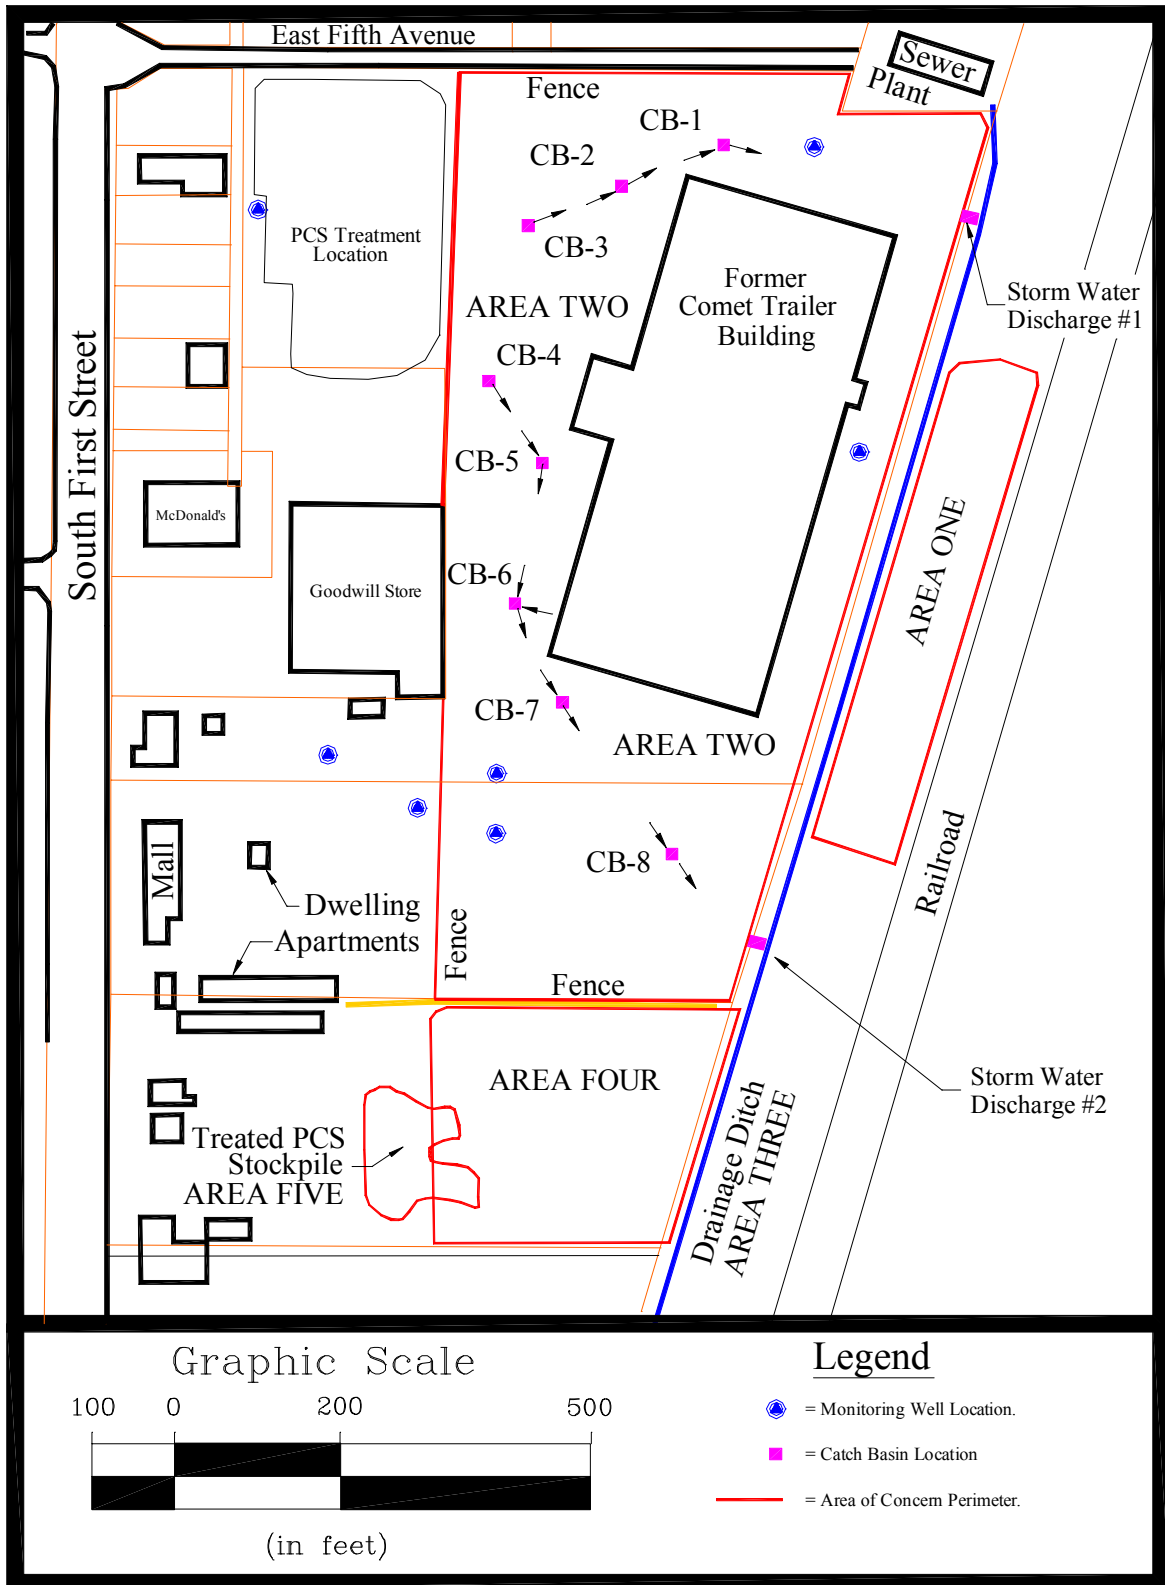 East Fifth Avenue
Sewer
Plant
Fence
CB-1
CB-2
CB-3
PCS Treatment
Location
AREA TWO
Former
Comet Trailer
Building
Storm Water
Discharge #1
CB-4
South First Street
CB-5
McDonald's
AREA ONE
CB-6
Goodwill Store
CB-7
AREA TWO
Railroad
Mall
CB-8
Dwelling
Apartments
Fence
Fence
AREA FOUR
Storm Water
Discharge #2
Treated PCS
Stockpile
AREA FIVE
Drainage Ditch
AREA THREE
Graphic Scale
100 0 200 500
(in feet)
Legend
= Monitoring Well Location.
= Catch Basin Location
= Area of Concern Perimeter.